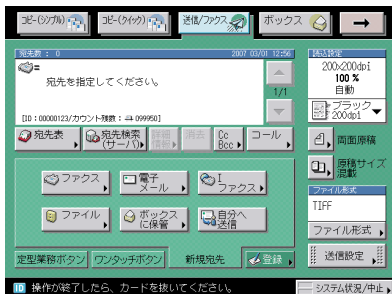 コピー(シンプル)
コピー(クイック)
送信/ファクス
ボックス
宛先数 : 0
2007 03/01 12:56
宛先を指定してください。
1/1
[ID : 00000123/カウント残数 : 099950]
宛先表
宛先検索
(サーバ)
詳細
情報
消去
Cc
Bcc
コール
ファクス
電子
メール
I
ファクス
ファイル
ボックス
に保管
自分へ
送信
定型業務ボタン
ワンタッチボタン
新規宛先
登録
読込設定
200x200dpi
100 %
自動
ブラック
200dpi
両面原稿
原稿サイズ
混載
ファイル形式
TIFF
ファイル形式
送信設定
ID 操作が終了したら、カードを抜いてください。
システム状況/中止